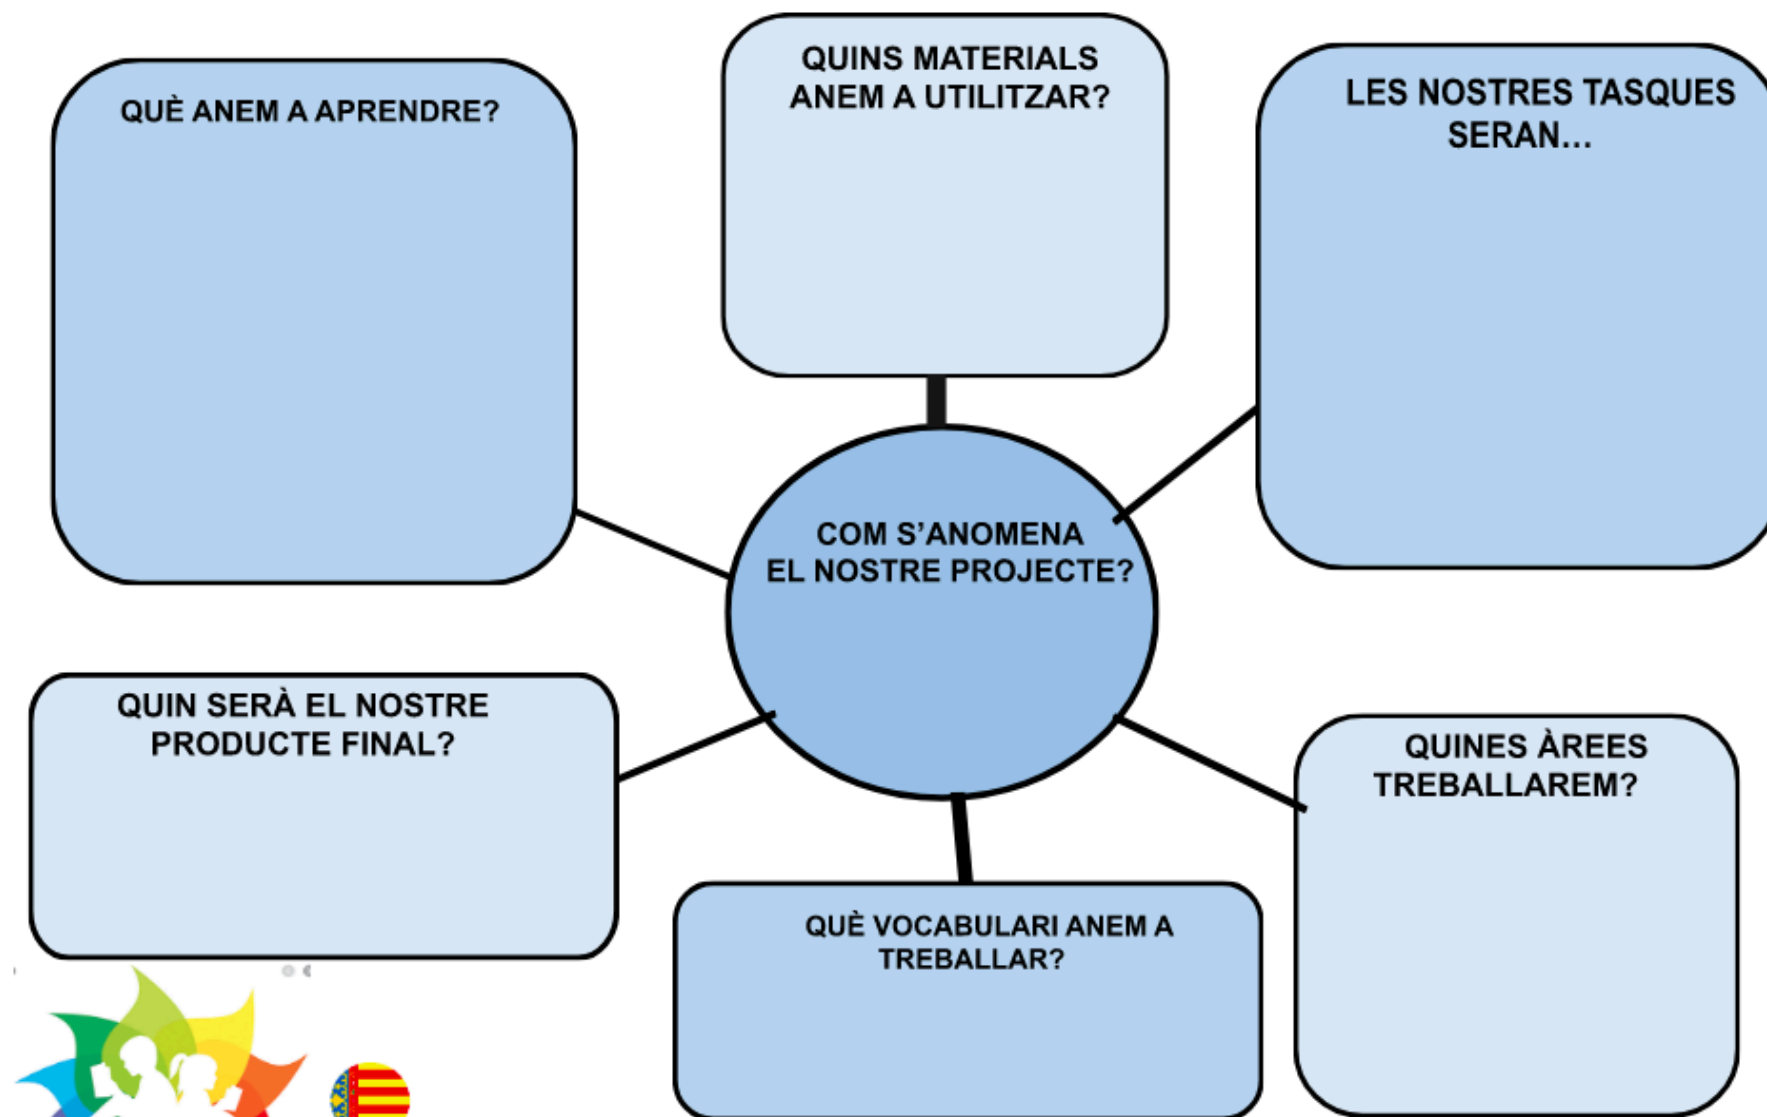 QUÈ ANEM A APRENDRE?
QUINS MATERIALS
ANEM A UTILITZAR?
LES NOSTRES TASQUES
SERAN...
COM S’ANOMENA
EL NOSTRE PROJECTE?
QUIN SERÀ EL NOSTRE
PRODUCTE FINAL?
QUÈ VOCABULARI ANEM A
TREBALLAR?
QUINES ÀREES
TREBALLAREM?